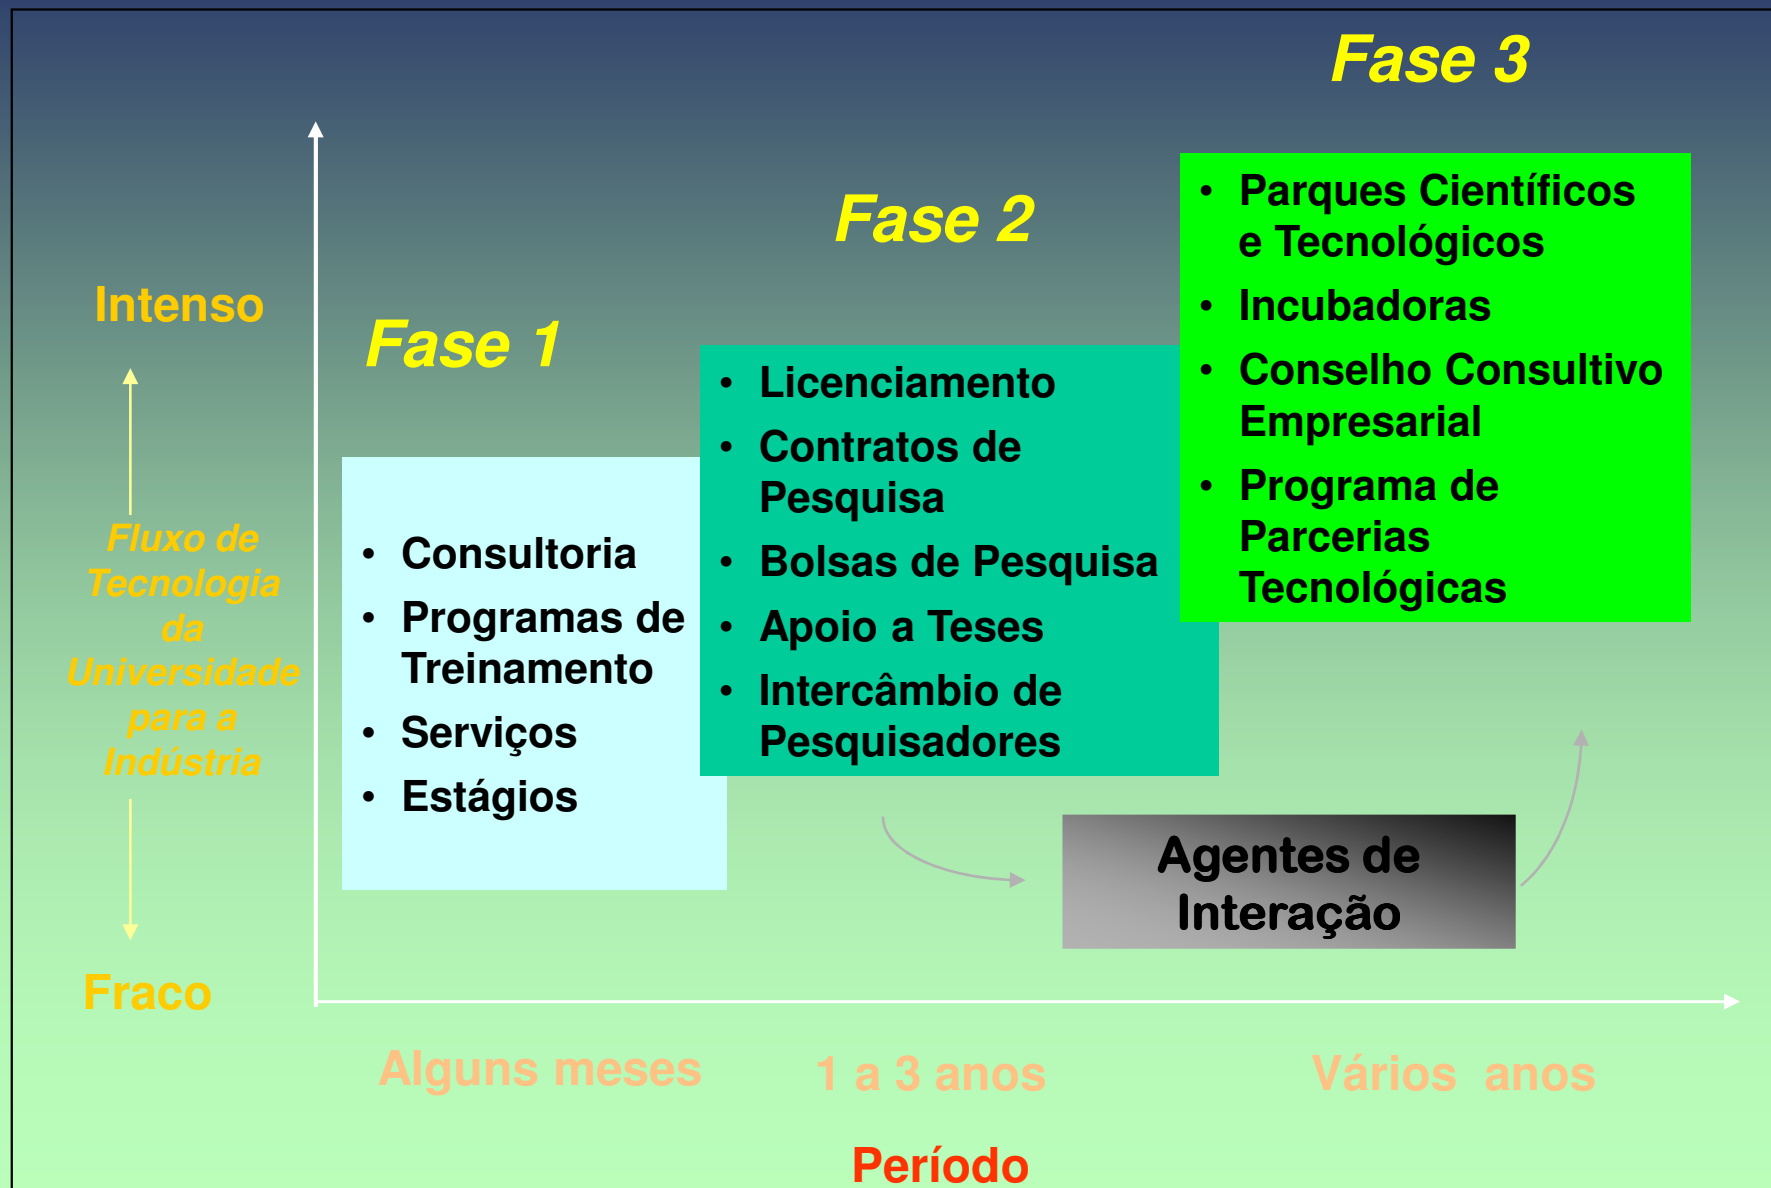 Fase 3
Fase 2
Fase 1
Intenso
Fluxo de
Tecnologia
da
Universidade
para a
Indústria
Fraco
• Consultoria
• Programas de
Treinamento
• Serviços
• Estágios
• Licenciamento
• Contratos de
Pesquisa
• Bolsas de Pesquisa
• Apoio a Teses
• Intercâmbio de
Pesquisadores
• Parques Científicos
e Tecnológicos
• Incubadoras
• Conselho Consultivo
Empresarial
• Programa de
Parcerias
Tecnológicas
Agentes de
Interação
Alguns meses
1 a 3 anos
Vários anos
Período